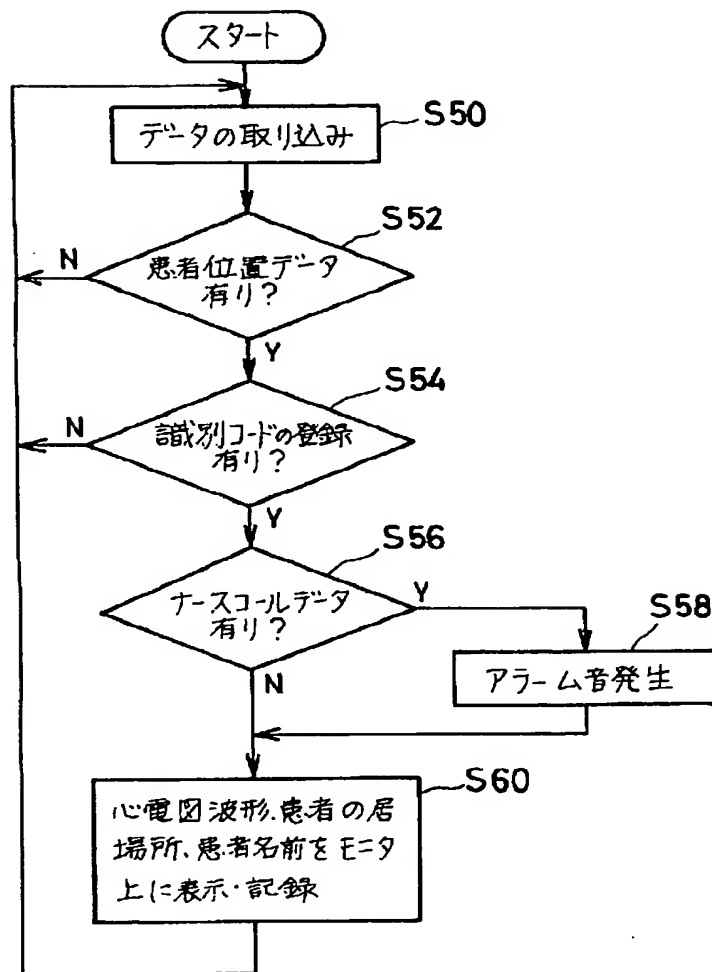 スタート
データの取り込み
S50
S52
患者位置データ
有り?
N
Y
S54
識別コードの登録
有り?
N
Y
S56
ナースコールデータ
有り?
Y
N
S58
アラーム音発生
S60
心電図波形、患者の居
場所、患者名前をモニタ
上に表示・記録